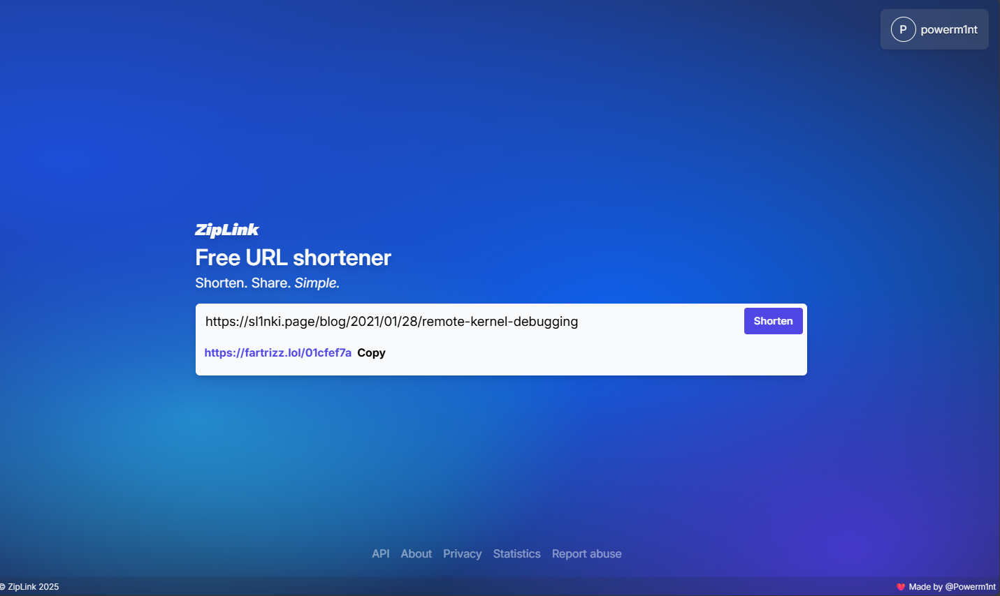 P powerm1nt
ZipLink
Free URL shortener
Shorten. Share. Simple.
https://sl1nki.page/blog/2021/01/28/remote-kernel-debugging Shorten
https://fartrizz.lol/01cfef7a Copy
API About Privacy Statistics Report abuse
© ZipLink 2025 ❤️ Made by @Powerm1nt